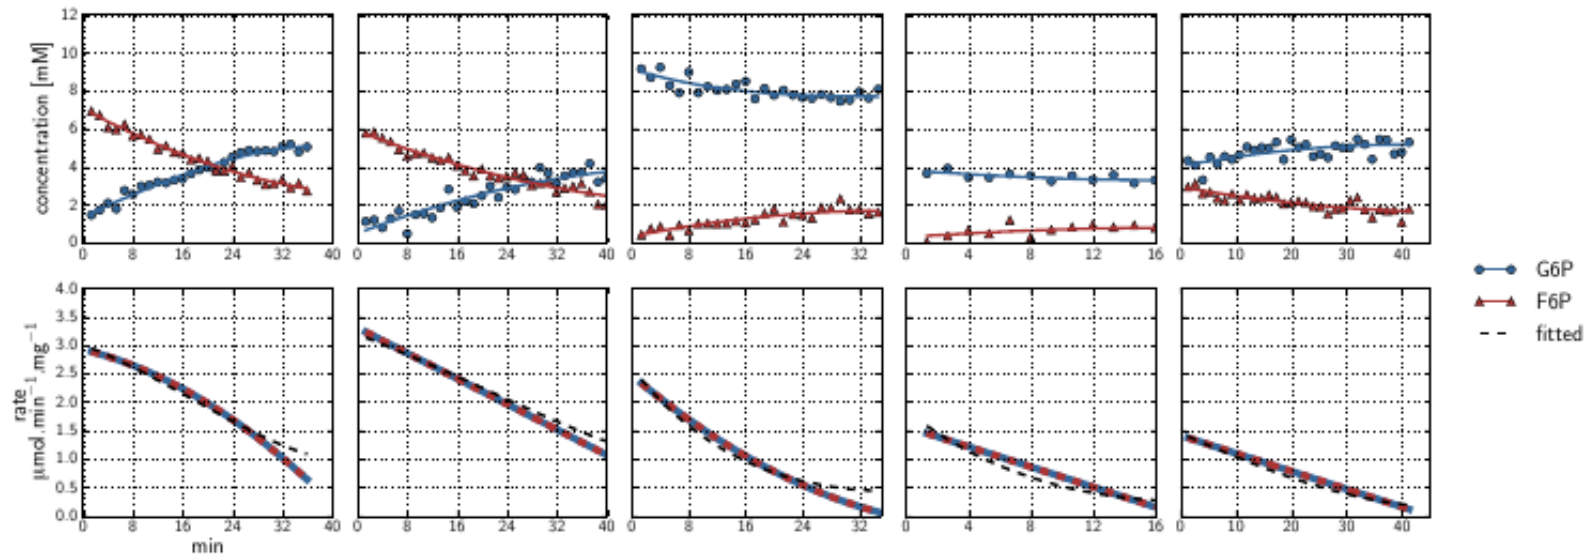 12
10
8
6
4
2
0
concentration [mM]
0 8 16 24 32 40
0 8 16 24 32 40
0 8 16 24 32
0 4 8 12 16
0 10 20 30 40
G6P
F6P
fitted
4.0
3.5
3.0
2.5
2.0
1.5
1.0
0.5
0.0
rate
μmol.min⁻¹.mg⁻¹
0 8 16 24 32 40
0 8 16 24 32 40
0 8 16 24 32
0 4 8 12 16
0 10 20 30 40
min